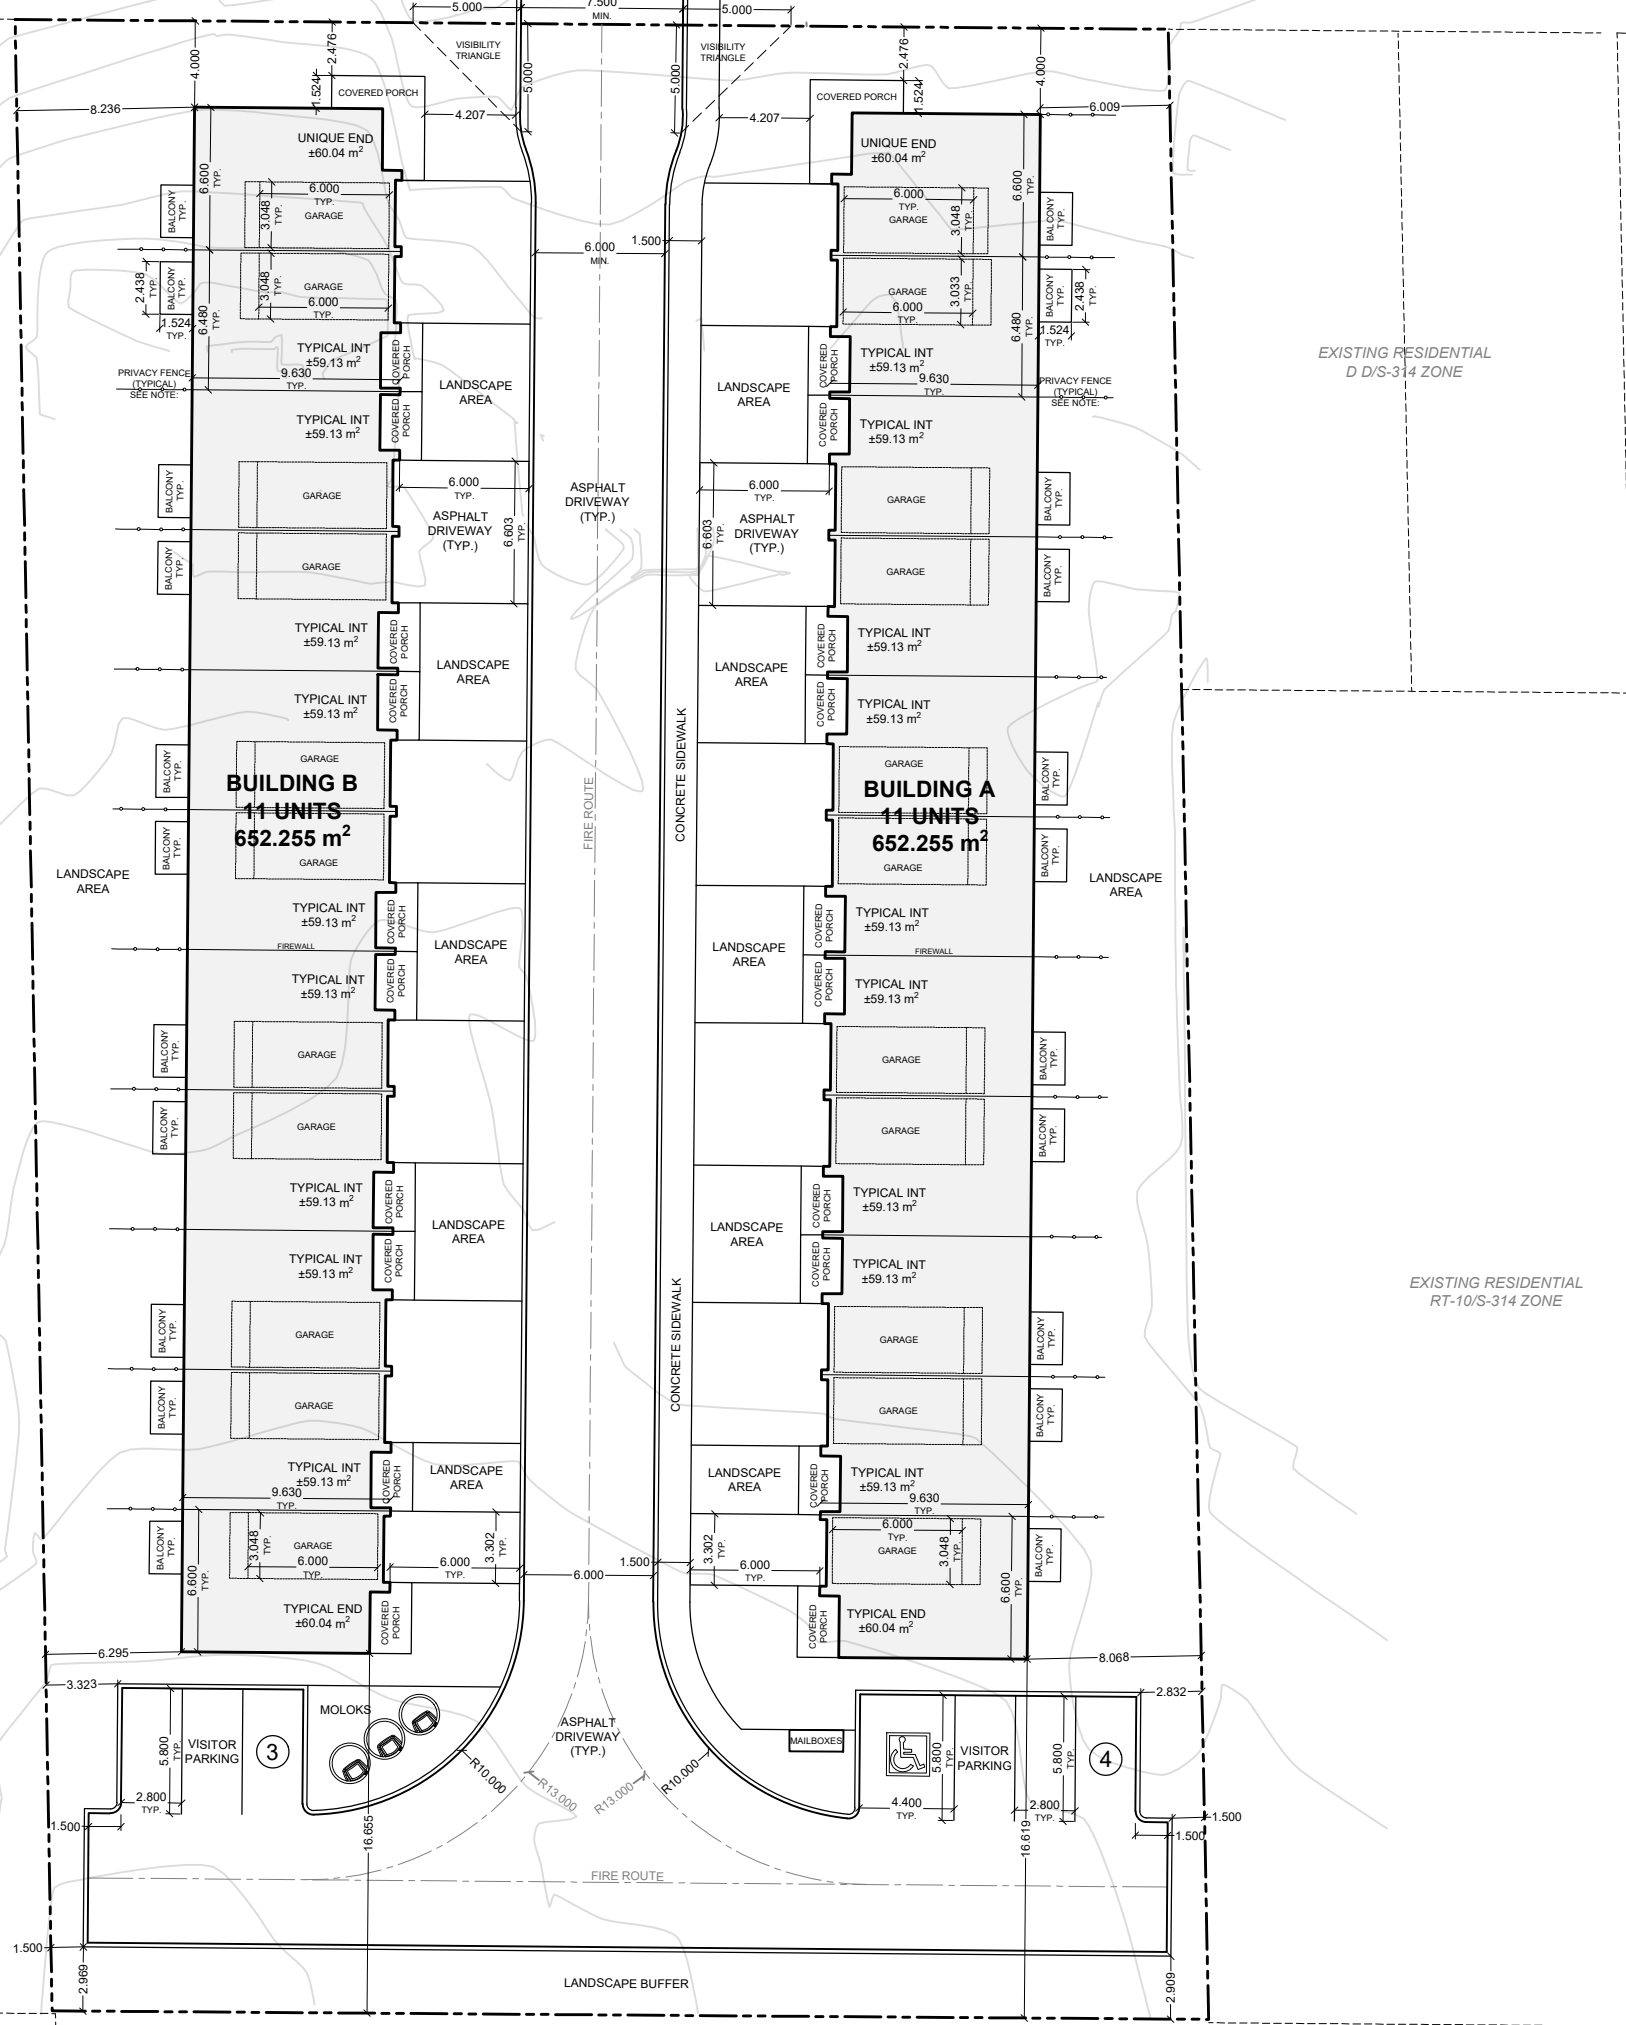 5.000
7.500
MIN.
5.000
VISIBILITY
TRIANGLE
VISIBILITY
TRIANGLE
4.000
2.476
5.000
5.000
2.476
4.000
1.524
COVERED PORCH
COVERED PORCH
1.524
8.236
4.207
4.207
6.009
UNIQUE END
±60.04 m²
UNIQUE END
±60.04 m²
6.600
TYP.
6.600
TYP.
BALCONY
TYP.
6.000
TYP.
3.048
TYP.
GARAGE
6.000
TYP.
3.048
TYP.
GARAGE
BALCONY
TYP.
6.000
MIN.
1.500
2.438
TYP.
BALCONY
TYP.
1.524
TYP.
6.480
TYP.
3.048
TYP.
GARAGE
6.000
TYP.
GARAGE
6.000
TYP.
3.033
TYP.
6.480
TYP.
BALCONY
TYP.
2.438
TYP.
1.524
TYP.
TYPICAL INT
±59.13 m²
COVERED
PORCH
COVERED
PORCH
TYPICAL INT
±59.13 m²
PRIVACY FENCE
(TYPICAL)
SEE NOTE:
9.630
TYP.
LANDSCAPE
AREA
LANDSCAPE
AREA
9.630
TYP.
PRIVACY FENCE
(TYPICAL)
SEE NOTE:
EXISTING RESIDENTIAL
D D/S-314 ZONE
TYPICAL INT
±59.13 m²
COVERED
PORCH
COVERED
PORCH
TYPICAL INT
±59.13 m²
BALCONY
TYP.
GARAGE
6.000
TYP.
ASPHALT
DRIVEWAY
(TYP.)
6.603
TYP.
ASPHALT
DRIVEWAY
(TYP.)
6.000
TYP.
6.603
TYP.
ASPHALT
DRIVEWAY
(TYP.)
GARAGE
BALCONY
TYP.
BALCONY
TYP.
GARAGE
GARAGE
BALCONY
TYP.
TYPICAL INT
±59.13 m²
COVERED
PORCH
LANDSCAPE
AREA
LANDSCAPE
AREA
COVERED
PORCH
TYPICAL INT
±59.13 m²
TYPICAL INT
±59.13 m²
COVERED
PORCH
COVERED
PORCH
TYPICAL INT
±59.13 m²
BALCONY
TYP.
GARAGE
BUILDING B
11 UNITS
652.255 m²
GARAGE
BALCONY
TYP.
FIRE ROUTE
CONCRETE SIDEWALK
GARAGE
BUILDING A
11 UNITS
652.255 m²
GARAGE
BALCONY
TYP.
BALCONY
TYP.
LANDSCAPE
AREA
LANDSCAPE
AREA
TYPICAL INT
±59.13 m²
COVERED
PORCH
LANDSCAPE
AREA
LANDSCAPE
AREA
COVERED
PORCH
TYPICAL INT
±59.13 m²
FIREWALL
FIREWALL
TYPICAL INT
±59.13 m²
COVERED
PORCH
COVERED
PORCH
TYPICAL INT
±59.13 m²
BALCONY
TYP.
GARAGE
GARAGE
BALCONY
TYP.
BALCONY
TYP.
GARAGE
GARAGE
BALCONY
TYP.
TYPICAL INT
±59.13 m²
COVERED
PORCH
LANDSCAPE
AREA
LANDSCAPE
AREA
COVERED
PORCH
TYPICAL INT
±59.13 m²
TYPICAL INT
±59.13 m²
COVERED
PORCH
COVERED
PORCH
TYPICAL INT
±59.13 m²
EXISTING RESIDENTIAL
RT-10/S-314 ZONE
CONCRETE SIDEWALK
BALCONY
TYP.
GARAGE
GARAGE
BALCONY
TYP.
BALCONY
TYP.
GARAGE
GARAGE
BALCONY
TYP.
TYPICAL INT
±59.13 m²
COVERED
PORCH
LANDSCAPE
AREA
LANDSCAPE
AREA
COVERED
PORCH
TYPICAL INT
±59.13 m²
9.630
TYP.
9.630
TYP.
BALCONY
TYP.
6.600
TYP.
3.048
TYP.
GARAGE
6.000
TYP.
6.000
TYP.
3.302
TYP.
6.000
1.500
3.302
TYP.
6.000
TYP.
6.000
TYP.
GARAGE
3.048
TYP.
6.600
TYP.
BALCONY
TYP.
TYPICAL END
±60.04 m²
COVERED
PORCH
COVERED
PORCH
TYPICAL END
±60.04 m²
6.295
8.068
3.323
2.832
MOLOKS
5.800
TYP.
VISITOR
PARKING
3
ASPHALT
DRIVEWAY
(TYP.)
MAILBOXES
5.800
TYP.
VISITOR
PARKING
5.800
TYP.
4
2.800
TYP.
R10.000
R13.000
R13.000
R10.000
4.400
TYP.
2.800
TYP.
1.500
1.500
1.500
16.655
16.619
FIRE ROUTE
1.500
2.969
LANDSCAPE BUFFER
2.909